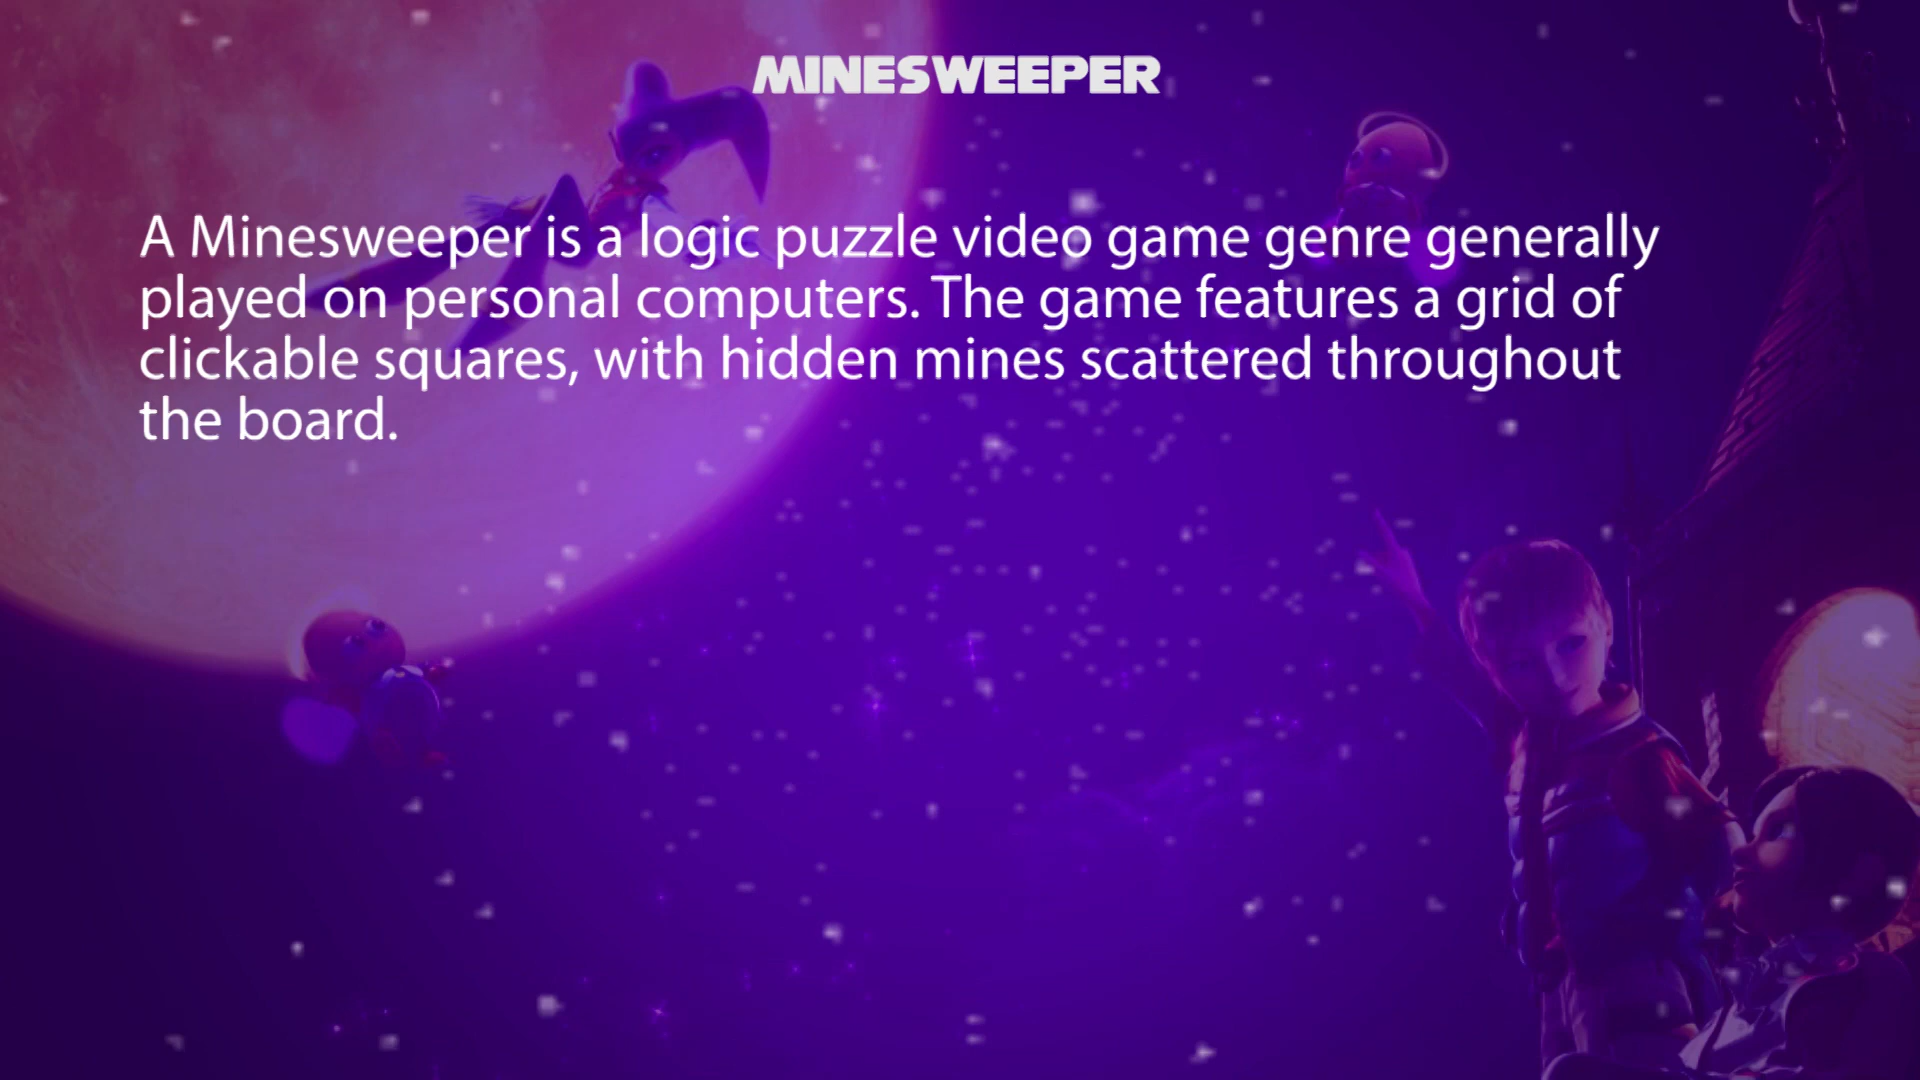 MINESWEEPER
A Minesweeper is a logic puzzle video game genre generally
played on personal computers. The game features a grid of
clickable squares, with hidden mines scattered throughout
the board.